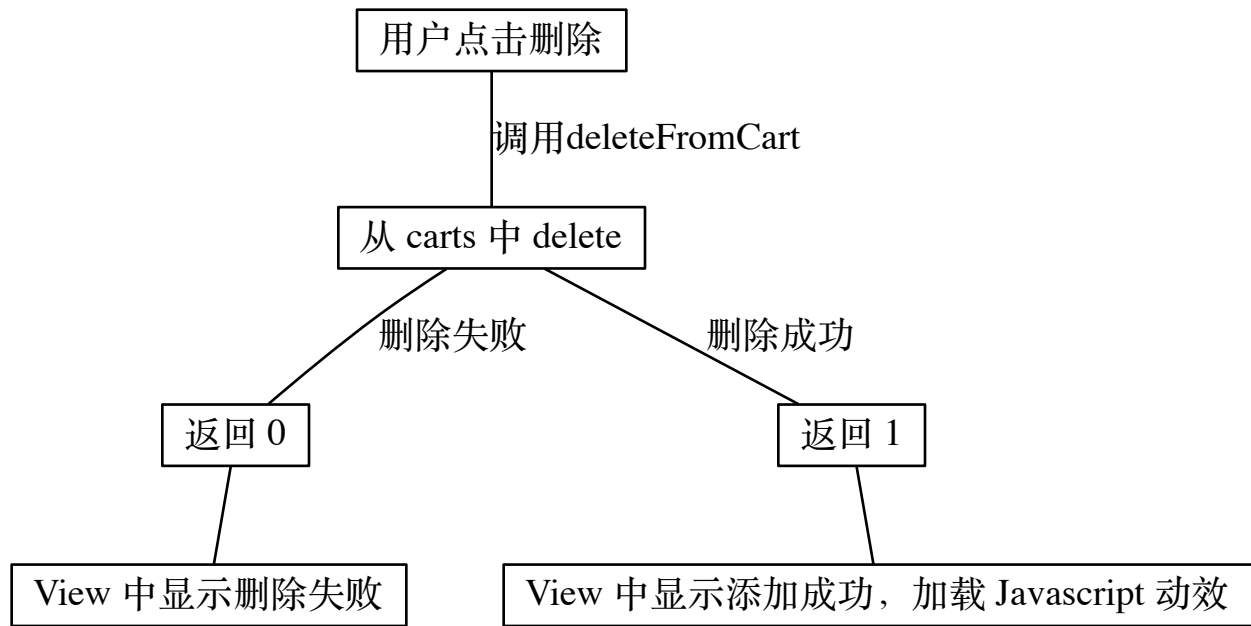 用户点击删除
调用deleteFromCart
从 carts 中 delete
删除失败
删除成功
返回 0
返回 1
View 中显示删除失败
View 中显示添加成功，加载 Javascript 动效